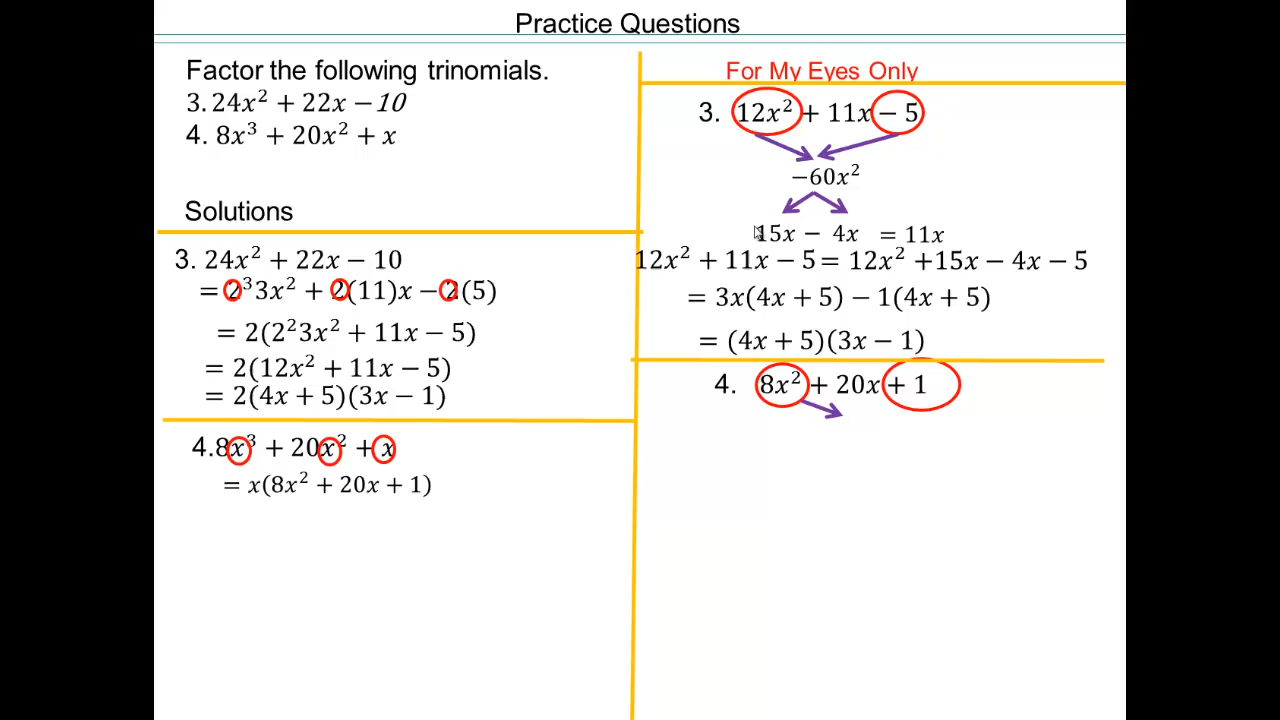 Practice Questions
Factor the following trinomials.
3. 24x² + 22x − 10
4. 8x³ + 20x² + x
Solutions
3. 24x² + 22x − 10
= 2³3x² + 2(11)x − 2(5)
= 2(2²3x² + 11x − 5)
= 2(12x² + 11x − 5)
= 2(4x + 5)(3x − 1)
4.8x³ + 20x² + x
= x(8x² + 20x + 1)
For My Eyes Only
3. 12x² + 11x − 5
−60x²
15x − 4x = 11x
12x² + 11x − 5 = 12x² +15x − 4x − 5
= 3x(4x + 5) − 1(4x + 5)
= (4x + 5)(3x − 1)
4. 8x² + 20x + 1